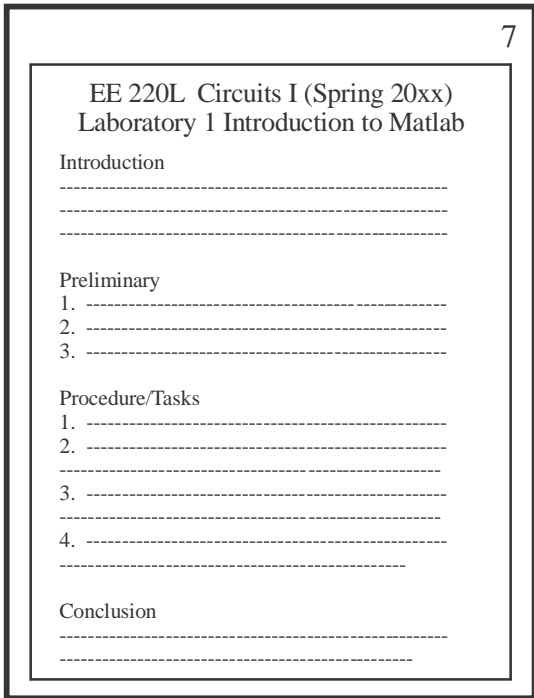 7
EE 220L Circuits I (Spring 20xx)
Laboratory 1 Introduction to Matlab
Introduction
-------------------------------------------------------
-------------------------------------------------------
-------------------------------------------------------
Preliminary
1. ---------------------------------------------------
2. ---------------------------------------------------
3. ---------------------------------------------------
Procedure/Tasks
1. ---------------------------------------------------
2. ---------------------------------------------------
------------------------------------------------------
3. ---------------------------------------------------
------------------------------------------------------
4. ---------------------------------------------------
-------------------------------------------------
Conclusion
-------------------------------------------------------
--------------------------------------------------